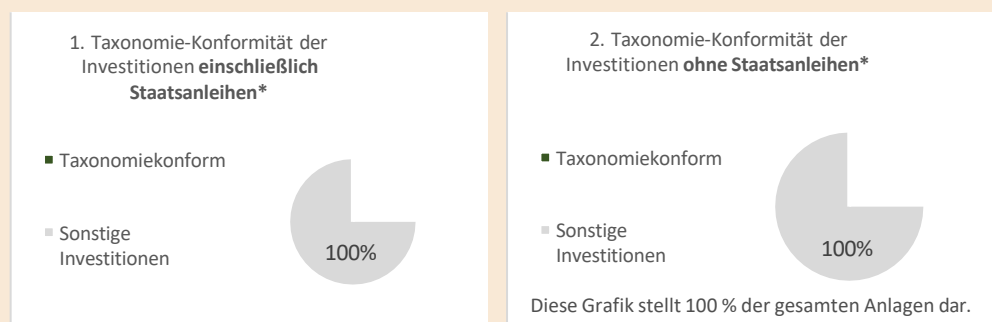 1. Taxonomie-Konformität der
Investitionen einschließlich
Staatsanleihen*
Taxonomiekonform
Sonstige
Investitionen
100%
2. Taxonomie-Konformität der
Investitionen ohne Staatsanleihen*
Taxonomiekonform
Sonstige
Investitionen
100%
Diese Grafik stellt 100 % der gesamten Anlagen dar.